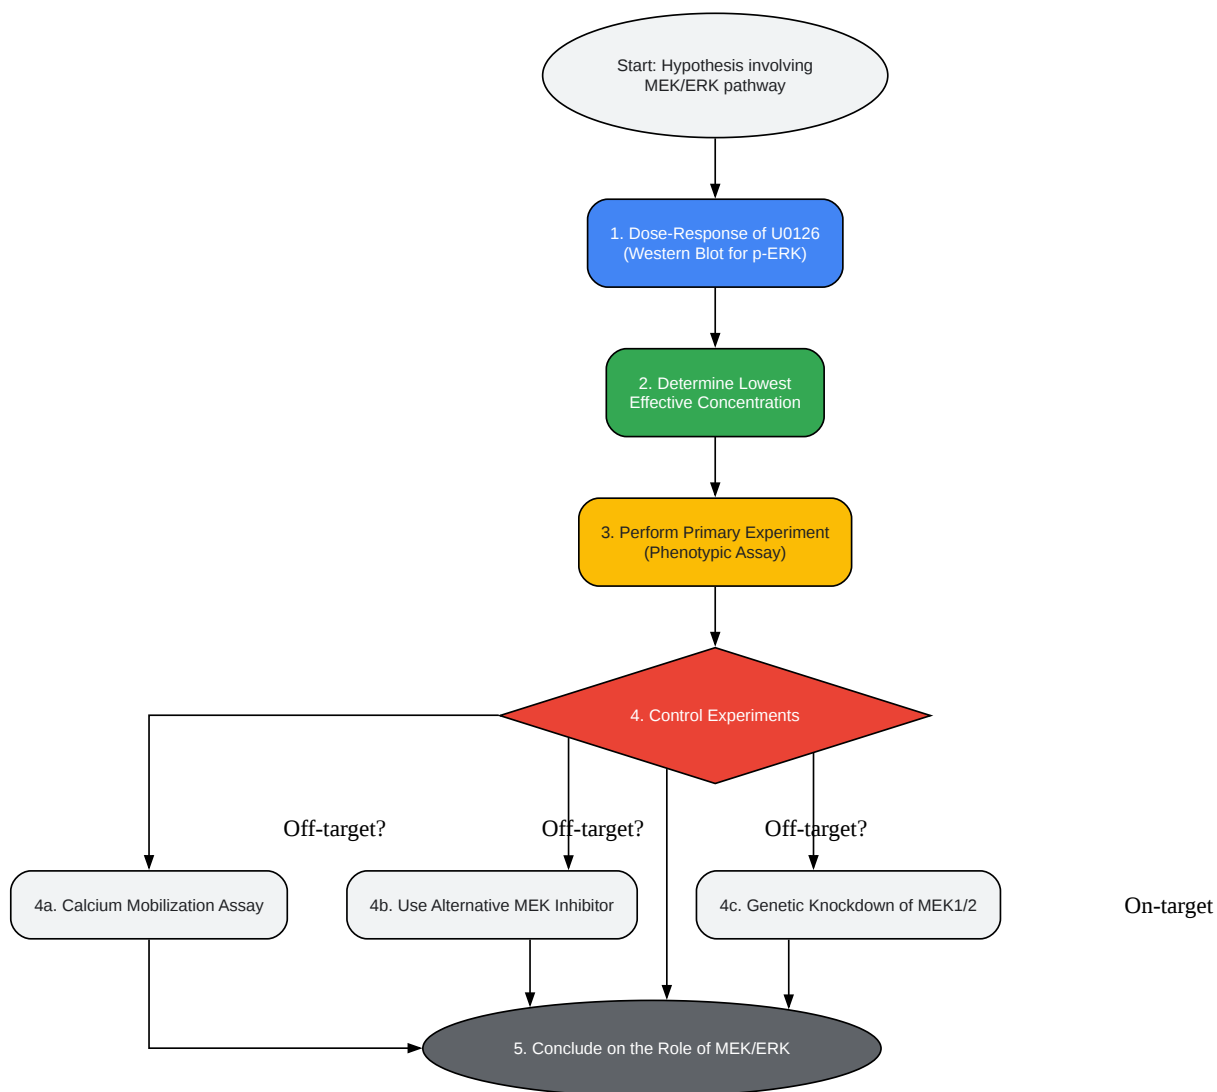 Start: Hypothesis involving
MEK/ERK pathway
1. Dose-Response of U0126
(Western Blot for p-ERK)
2. Determine Lowest
Effective Concentration
3. Perform Primary Experiment
(Phenotypic Assay)
4. Control Experiments
Off-target?
Off-target?
Off-target?
4a. Calcium Mobilization Assay
4b. Use Alternative MEK Inhibitor
4c. Genetic Knockdown of MEK1/2
On-target
5. Conclude on the Role of MEK/ERK